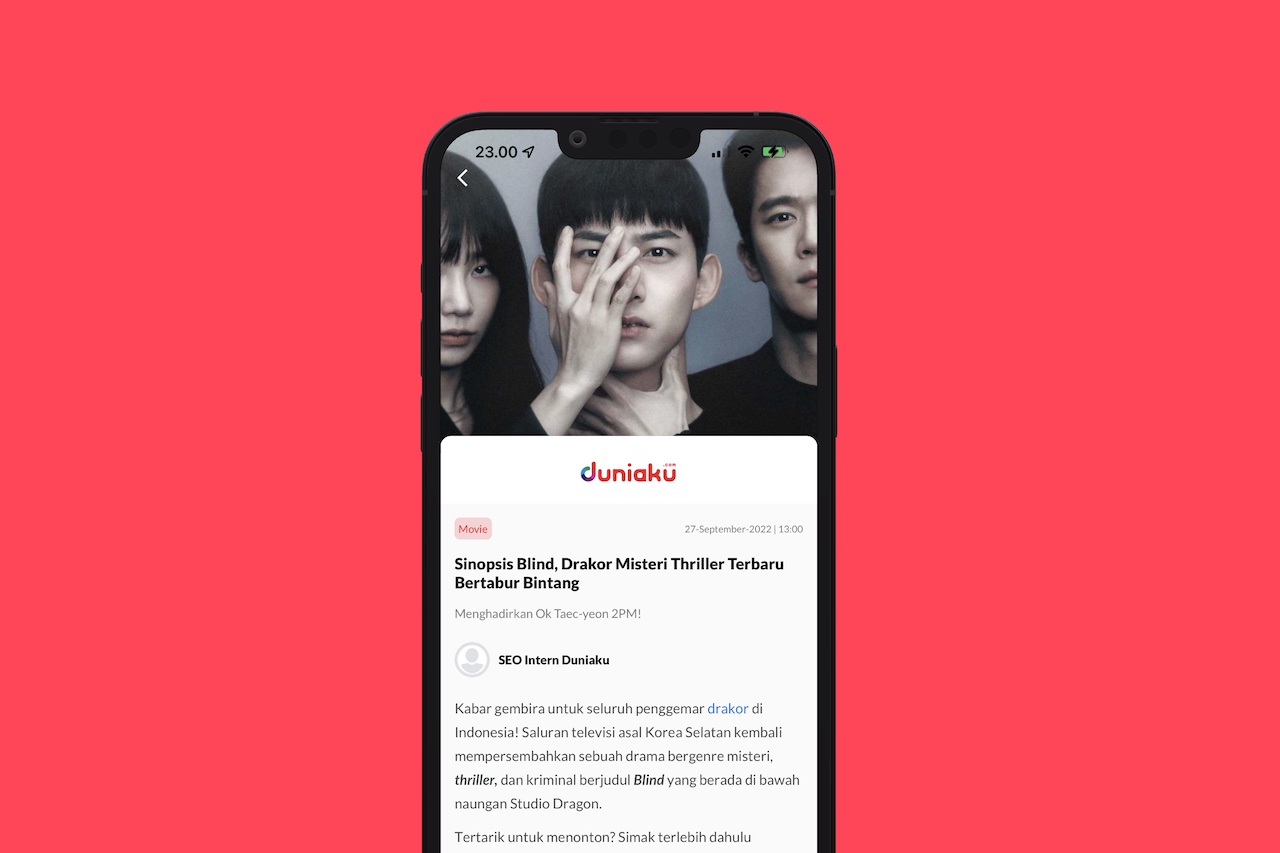 23.00
duniaku
.com
Movie
27-September-2022 | 13:00
Sinopsis Blind, Drakor Misteri Thriller Terbaru
Bertabur Bintang
Menghadirkan Ok Taec-yeon 2PM!
SEO Intern Duniaku
Kabar gembira untuk seluruh penggemar drakor di
Indonesia! Saluran televisi asal Korea Selatan kembali
mempersembahkan sebuah drama bergenre misteri,
thriller, dan kriminal berjudul Blind yang berada di bawah
naungan Studio Dragon.
Tertarik untuk menonton? Simak terlebih dahulu